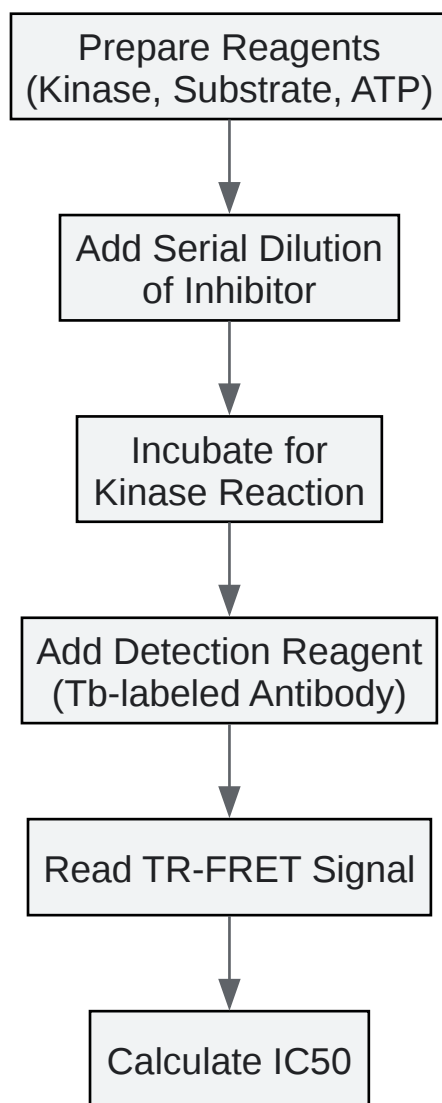 Prepare Reagents
(Kinase, Substrate, ATP)
Add Serial Dilution
of Inhibitor
Incubate for
Kinase Reaction
Add Detection Reagent
(Tb-labeled Antibody)
Read TR-FRET Signal
Calculate IC50